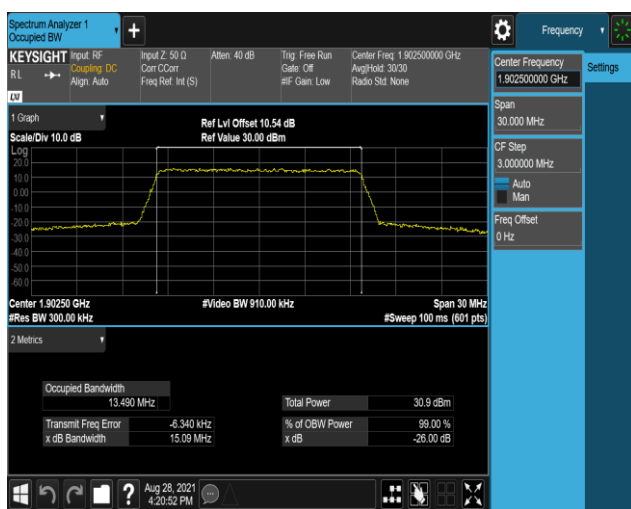 Spectrum Analyzer 1
Occupied BW
+
Frequency
KEYSIGHT
RL
LXI
Input: RF
Coupling: DC
Align: Auto
Input Z: 50 Ω
Corr CCorr
Freq Ref: Int (S)
Atten: 40 dB
Trig: Free Run
Gate: Off
#IF Gain: Low
Center Freq: 1.902500000 GHz
Avg|Hold: 30/30
Radio Std: None
Center Frequency
1.902500000 GHz
Settings
Span
30.000 MHz
CF Step
3.000000 MHz
Auto
Man
Freq Offset
0 Hz
1 Graph
Scale/Div 10.0 dB
Ref Lvl Offset 10.54 dB
Ref Value 30.00 dBm
Log
20.0
10.0
0.00
-10.0
-20.0
-30.0
-40.0
-50.0
-60.0
Center 1.90250 GHz
#Res BW 300.00 kHz
#Video BW 910.00 kHz
Span 30 MHz
#Sweep 100 ms (601 pts)
2 Metrics
Occupied Bandwidth
13.490 MHz
Total Power 30.9 dBm
Transmit Freq Error -6.340 kHz
% of OBW Power 99.00 %
x dB Bandwidth 15.09 MHz
x dB -26.00 dB
?
Aug 28, 2021
4:20:52 PM